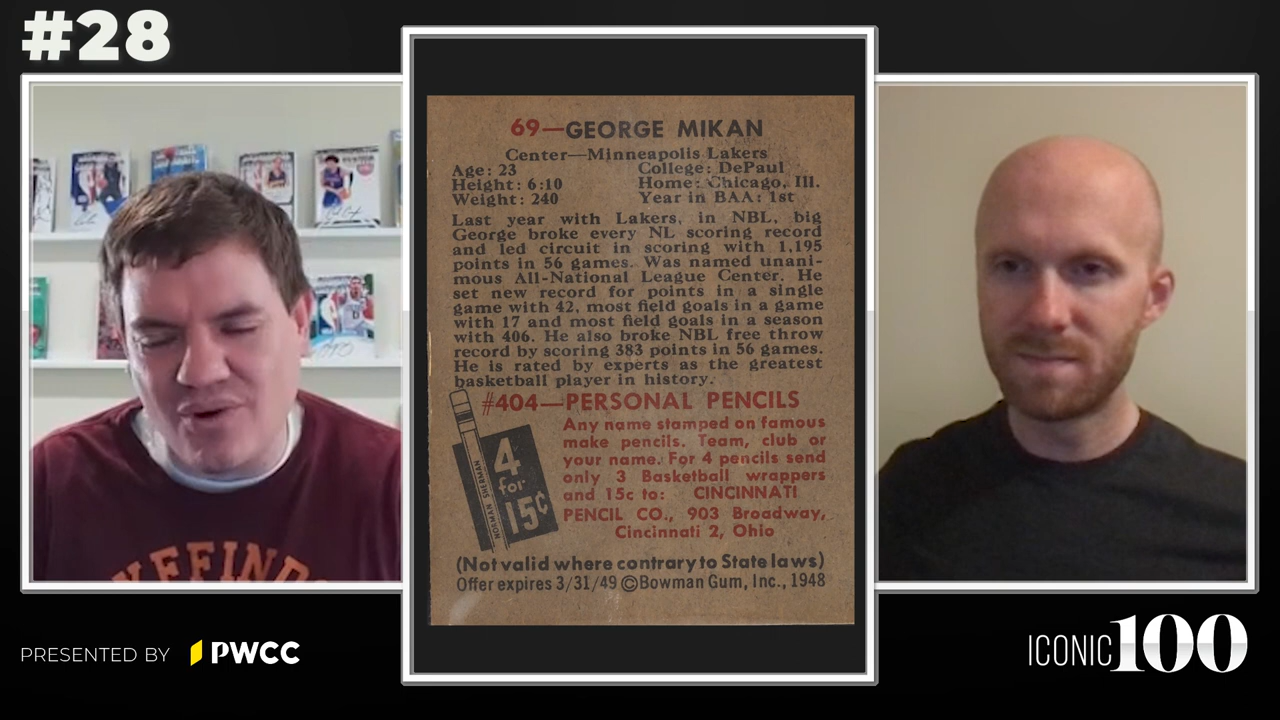 #28
69—GEORGE MIKAN
Center—Minneapolis Lakers
Age: 23 College: DePaul
Height: 6:10 Home: Chicago, Ill.
Weight: 240 Year in BAA: 1st
Last year with Lakers, in NBL, big
George broke every NL scoring record
and led circuit in scoring with 1,195
points in 56 games. Was named unani-
mous All-National League Center. He
set new record for points in a single
game with 42, most field goals in a game
with 17 and most field goals in a season
with 406. He also broke NBL free throw
record by scoring 383 points in 56 games.
He is rated by experts as the greatest
basketball player in history.
#404—PERSONAL PENCILS
Any name stamped on famous
make pencils. Team, club or
your name. For 4 pencils send
only 3 Basketball wrappers
and 15c to: CINCINNATI
PENCIL CO., 903 Broadway,
Cincinnati 2, Ohio
NORMAN SHERMAN
4
for
15¢
(Not valid where contrary to State laws)
Offer expires 3/31/49 ©Bowman Gum, Inc., 1948
YFFINDO
PRESENTED BY PWCC
ICONIC 100